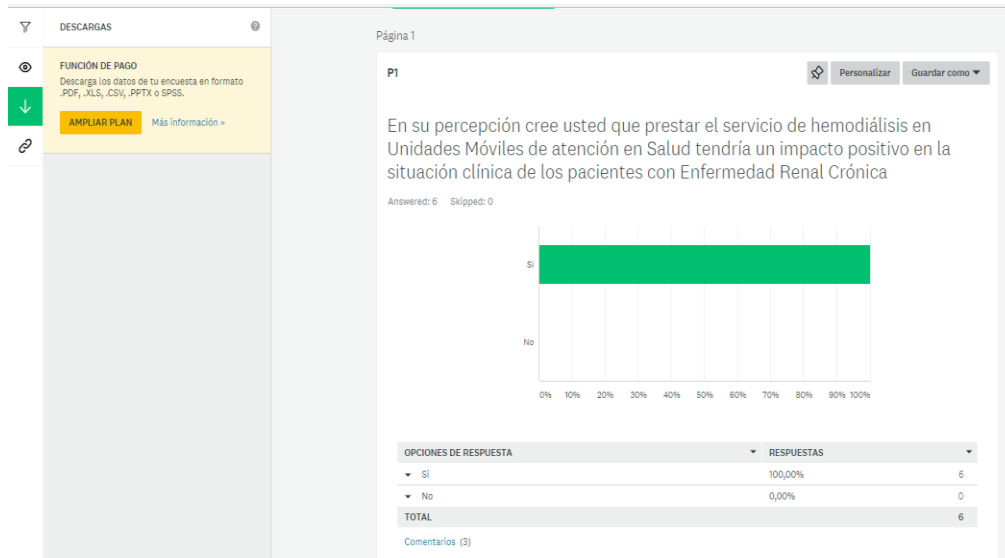 DESCARGAS
FUNCIÓN DE PAGO
Descarga los datos de tu encuesta en formato
.PDF, .XLS, .CSV, .PPTX o SPSS.
AMPLIAR PLAN Más información »
Página 1
P1 Personalizar Guardar como
En su percepción cree usted que prestar el servicio de hemodiálisis en
Unidades Móviles de atención en Salud tendría un impacto positivo en la
situación clínica de los pacientes con Enfermedad Renal Crónica
Answered: 6 Skipped: 0
Si
No
0% 10% 20% 30% 40% 50% 60% 70% 80% 90% 100%
OPCIONES DE RESPUESTA RESPUESTAS
Si 100,00% 6
No 0,00% 0
TOTAL 6
Comentarios (3)